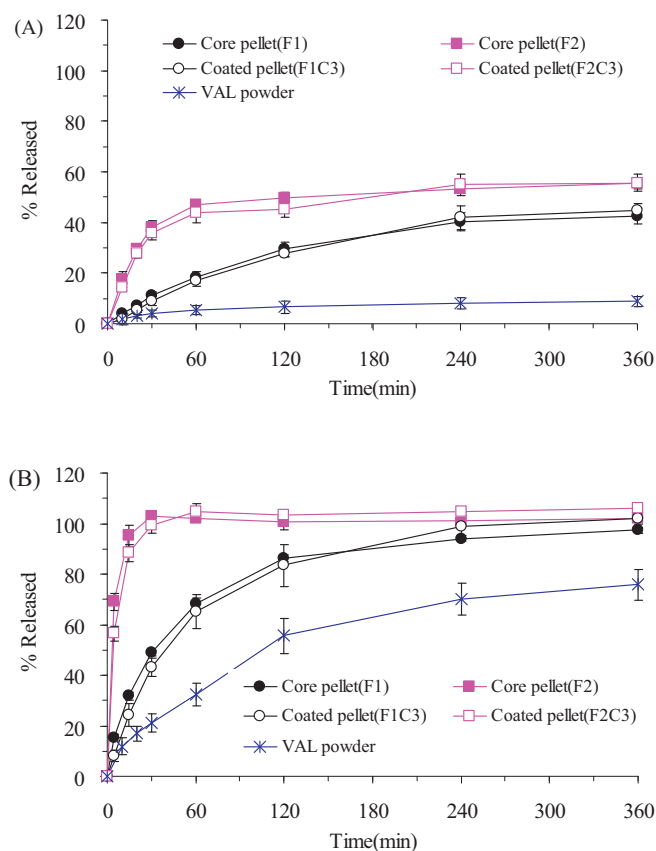 (A)
Core pellet(F1) Core pellet(F2)
Coated pellet(F1C3) Coated pellet(F2C3)
VAL powder
120
100
80
60
40
20
0
% Released
0 60 120 180 240 360
Time(min)
(B)
120
100
80
60
40
20
0
% Released
Core pellet(F1) Core pellet(F2)
Coated pellet(F1C3) Coated pellet(F2C3)
VAL powder
0 60 120 180 240 360
Time(min)